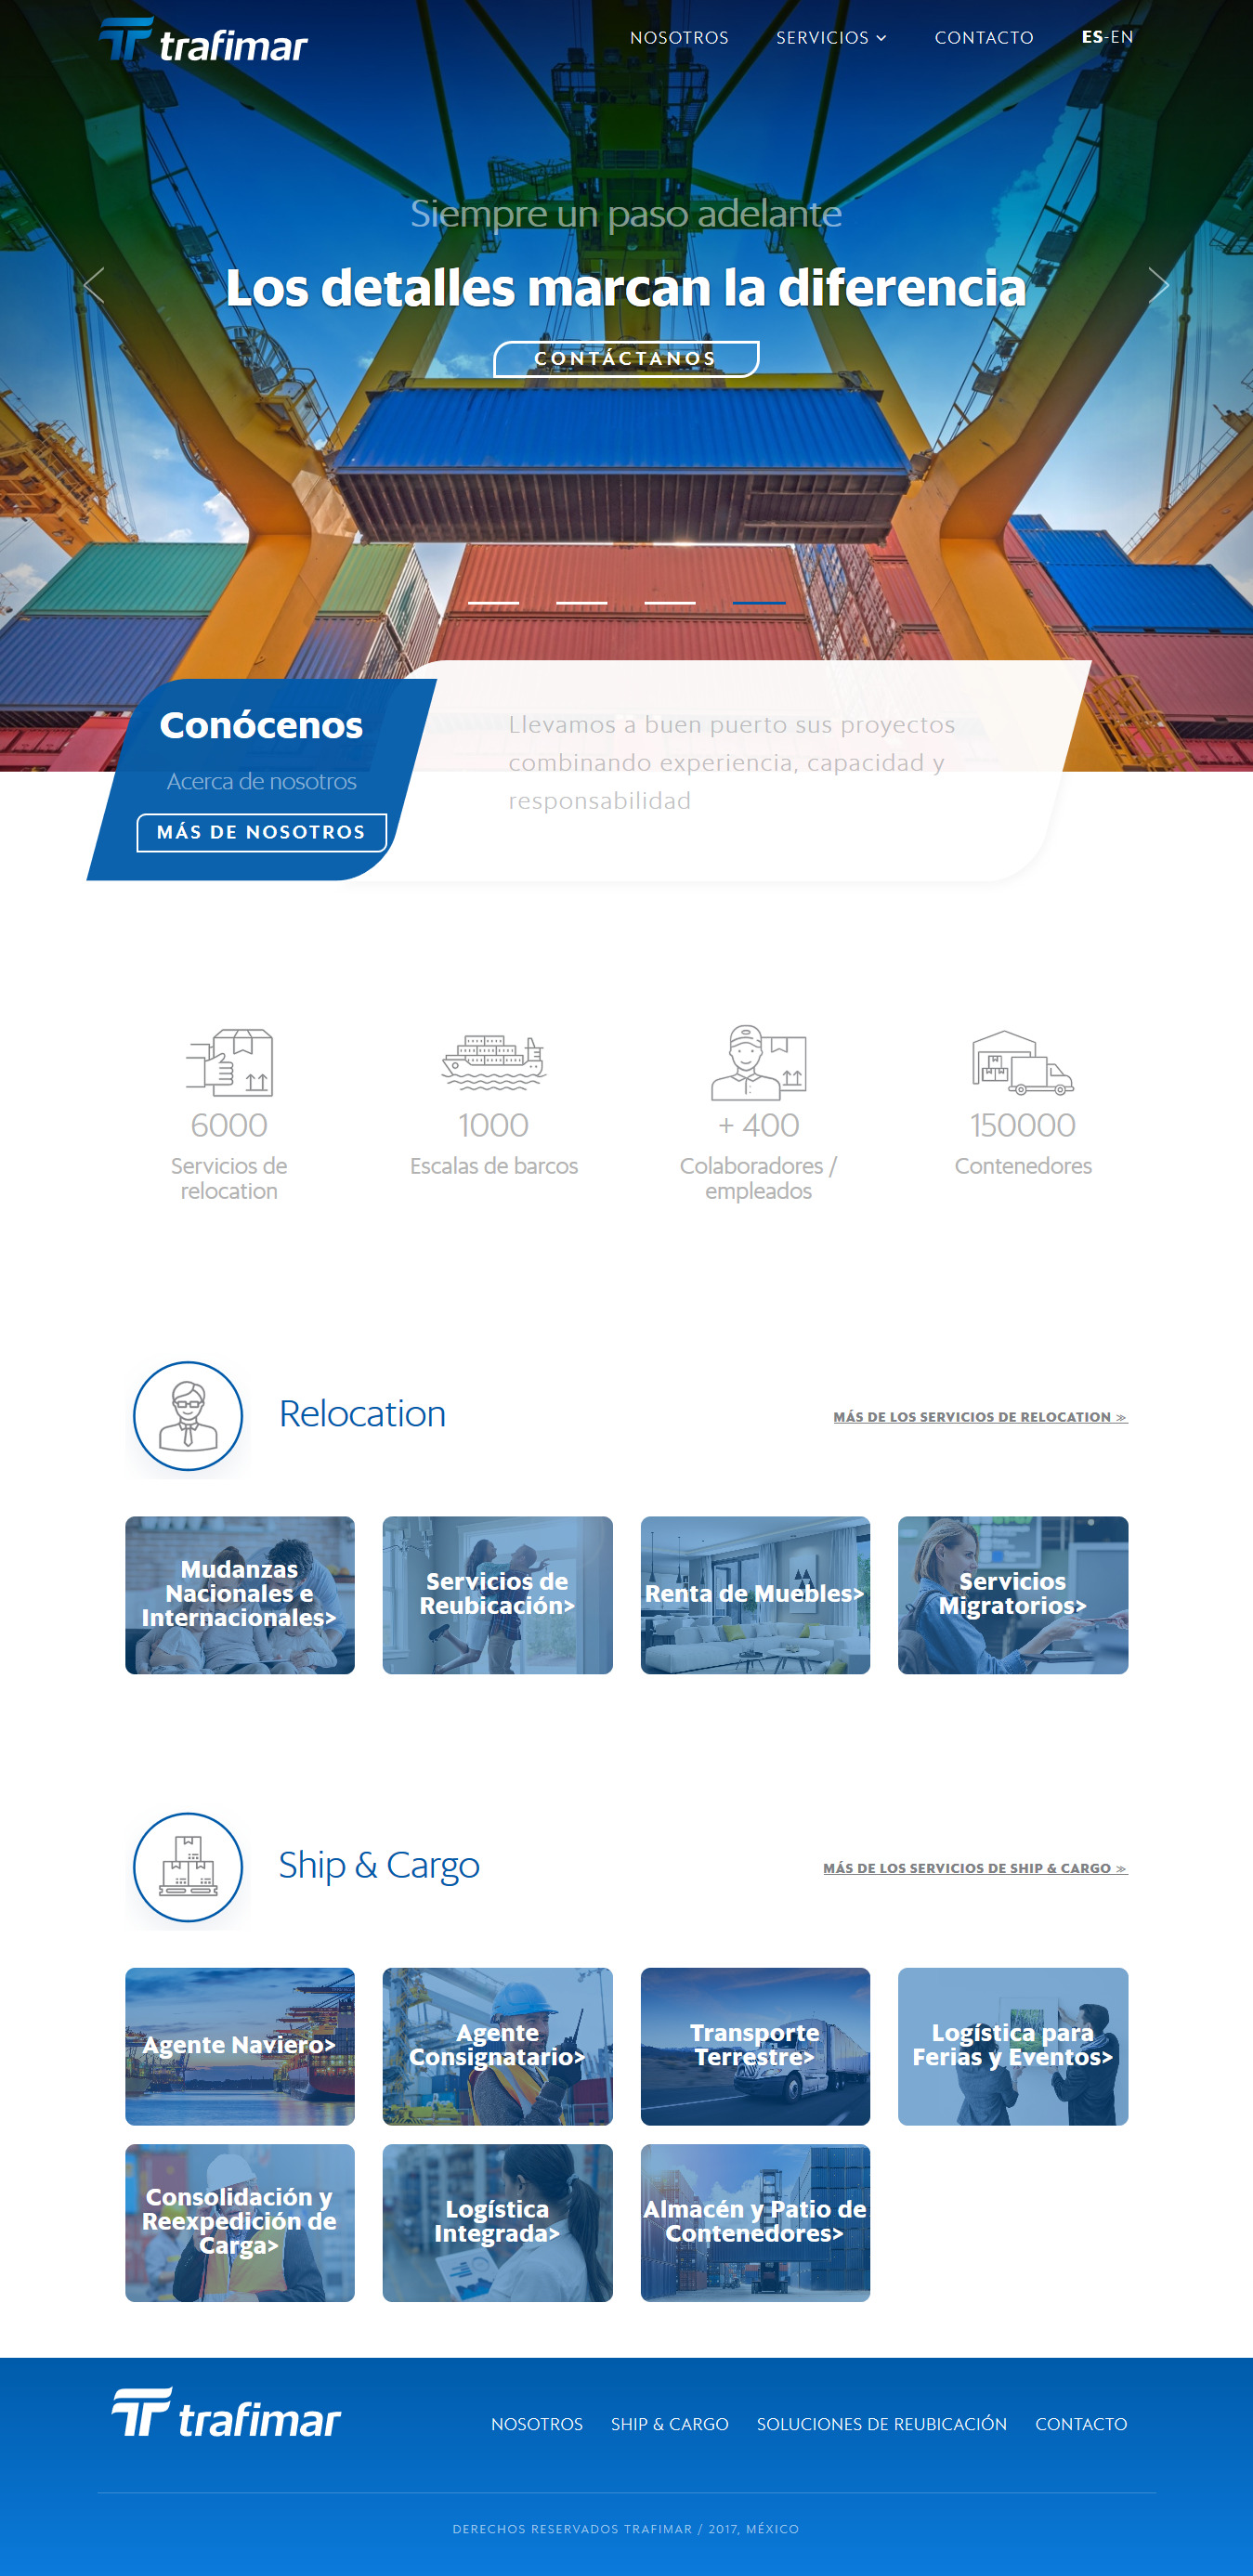 trafimar
NOSOTROS
SERVICIOS
CONTACTO
ES-EN
Siempre un paso adelante
Los detalles marcan la diferencia
CONTÁCTANOS
Conócenos
Acerca de nosotros
MÁS DE NOSOTROS
Llevamos a buen puerto sus proyectos
combinando experiencia, capacidad y
responsabilidad
6000
Servicios de
relocation
1000
Escalas de barcos
+ 400
Colaboradores /
empleados
150000
Contenedores
Relocation
MÁS DE LOS SERVICIOS DE RELOCATION »
Mudanzas
Nacionales e
Internacionales>
Servicios de
Reubicación>
Renta de Muebles>
Servicios
Migratorios>
Ship & Cargo
MÁS DE LOS SERVICIOS DE SHIP & CARGO »
Agente Naviero>
Agente
Consignatario>
Transporte
Terrestre>
Logística para
Ferias y Eventos>
Consolidación y
Reexpedición de
Carga>
Logística
Integrada>
Almacén y Patio de
Contenedores>
trafimar
NOSOTROS
SHIP & CARGO
SOLUCIONES DE REUBICACIÓN
CONTACTO
DERECHOS RESERVADOS TRAFIMAR / 2017, MÉXICO